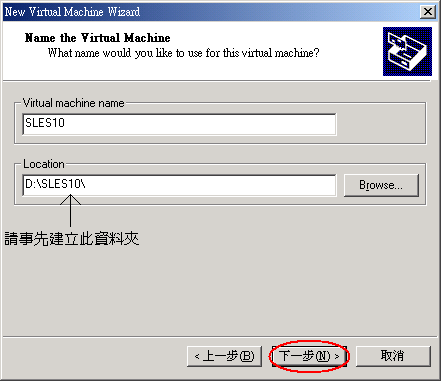 New Virtual Machine Wizard
Name the Virtual Machine
What name would you like to use for this virtual machine?
Virtual machine name
SLES10
Location
D:\SLES10\
Browse...
請事先建立此資料夾
< 上一步(B)
下一步(N) >
取消